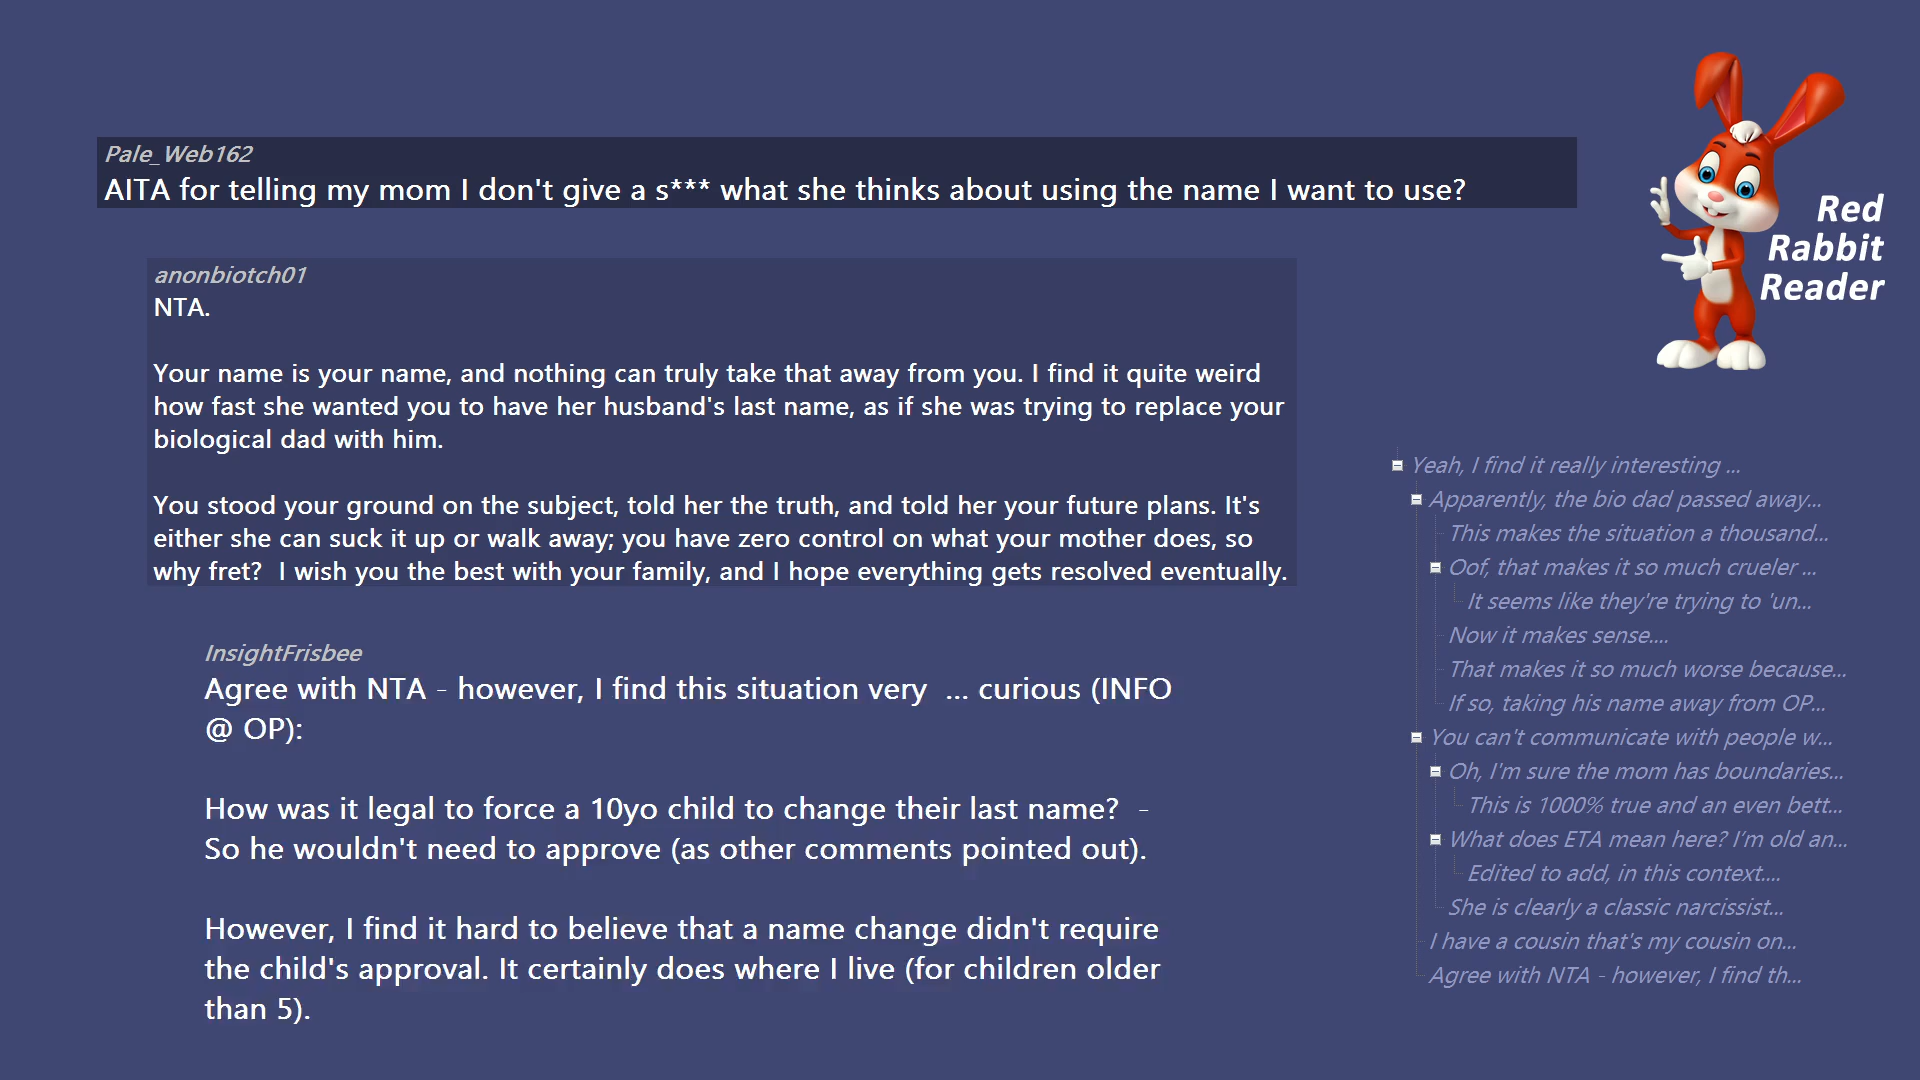 Pale_Web162
AITA for telling my mom I don't give a s*** what she thinks about using the name I want to use?
anonbiotch01
NTA.
Your name is your name, and nothing can truly take that away from you. I find it quite weird
how fast she wanted you to have her husband's last name, as if she was trying to replace your
biological dad with him.
You stood your ground on the subject, told her the truth, and told her your future plans. It's
either she can suck it up or walk away; you have zero control on what your mother does, so
why fret?  I wish you the best with your family, and I hope everything gets resolved eventually.
InsightFrisbee
Agree with NTA - however, I find this situation very  ... curious (INFO
@ OP):
How was it legal to force a 10yo child to change their last name?  -
So he wouldn't need to approve (as other comments pointed out).
However, I find it hard to believe that a name change didn't require
the child's approval. It certainly does where I live (for children older
than 5).
Red
Rabbit
Reader
Yeah, I find it really interesting ...
Apparently, the bio dad passed away...
This makes the situation a thousand...
Oof, that makes it so much crueler ...
It seems like they're trying to 'un...
Now it makes sense....
That makes it so much worse because...
If so, taking his name away from OP...
You can't communicate with people w...
Oh, I'm sure the mom has boundaries...
This is 1000% true and an even bett...
What does ETA mean here? I’m old an...
Edited to add, in this context....
She is clearly a classic narcissist...
I have a cousin that's my cousin on...
Agree with NTA - however, I find th...